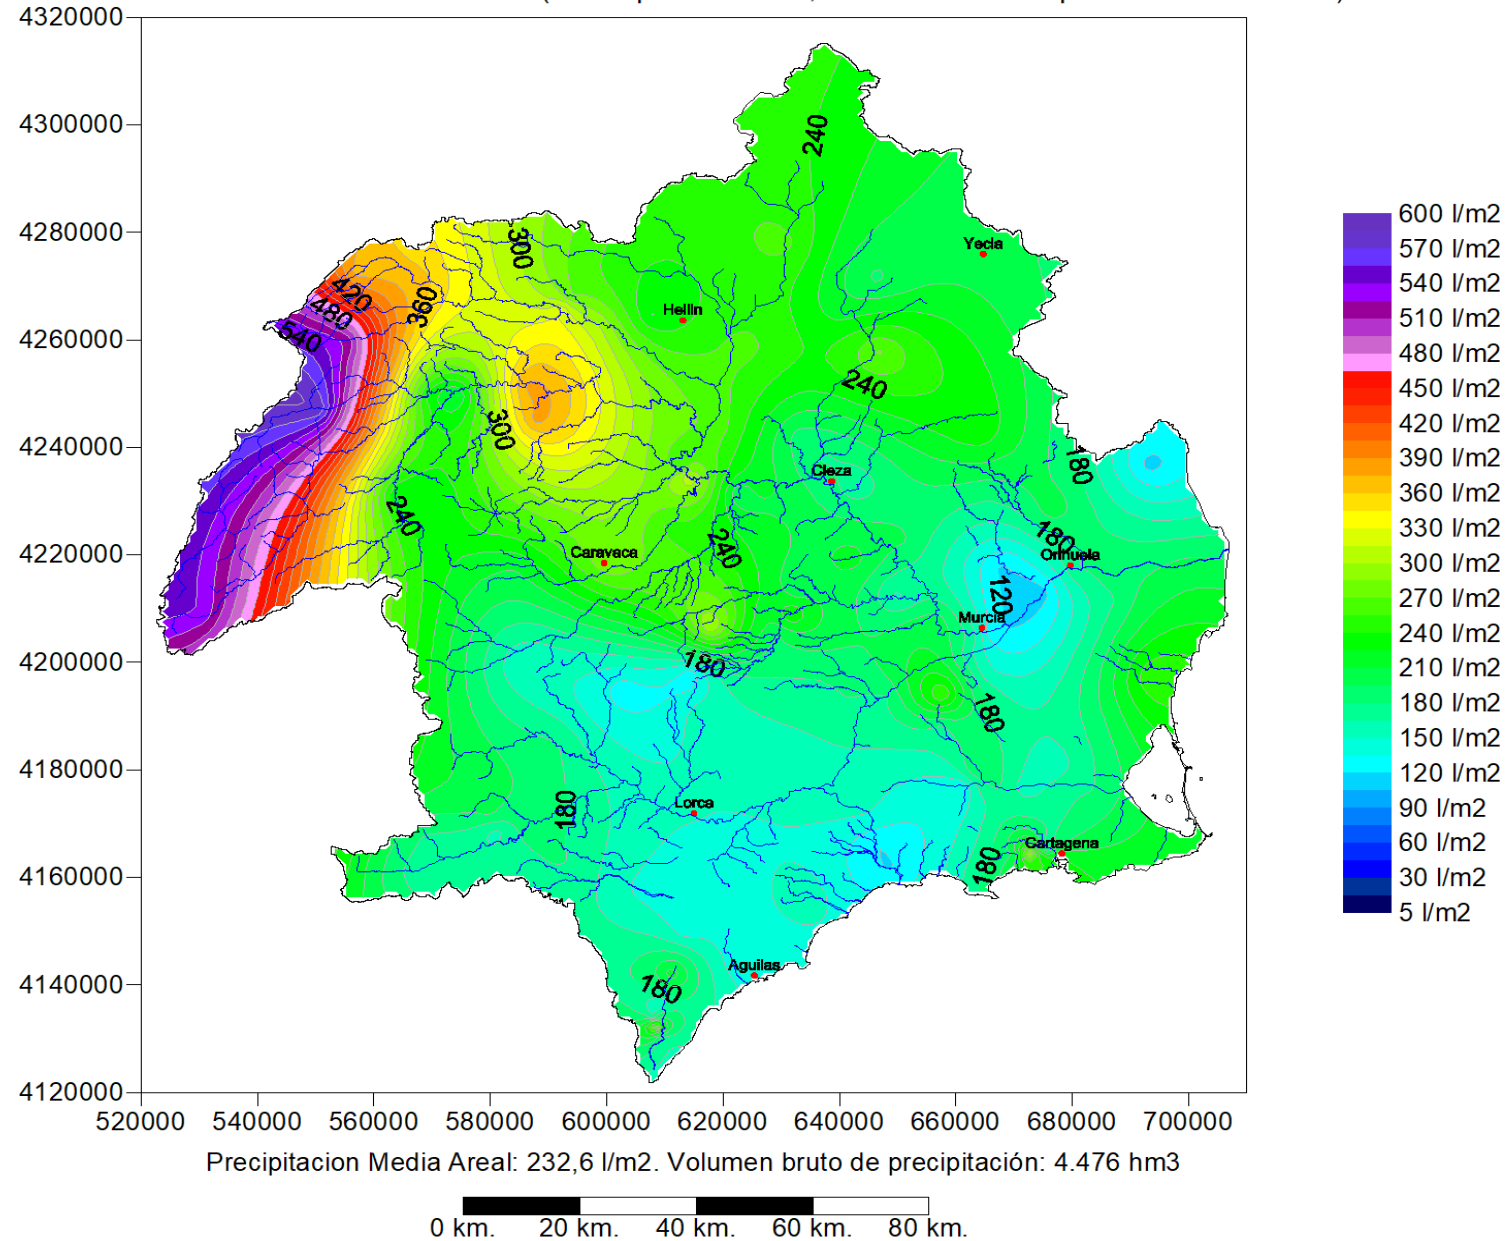 4320000
4300000
240
4280000
300
Yecla
420
360
480
Hellin
540
4260000
240
300
4240000
180
Cieza
240
4220000
240
180
Caravaca
Orihuela
120
Murcia
4200000
180
180
4180000
180
Lorca
Cartagena
180
4160000
Aguilas
180
4140000
4120000
520000 540000 560000 580000 600000 620000 640000 660000 680000 700000
600 l/m2
570 l/m2
540 l/m2
510 l/m2
480 l/m2
450 l/m2
420 l/m2
390 l/m2
360 l/m2
330 l/m2
300 l/m2
270 l/m2
240 l/m2
210 l/m2
180 l/m2
150 l/m2
120 l/m2
90 l/m2
60 l/m2
30 l/m2
5 l/m2
Precipitacion Media Areal: 232,6 l/m2. Volumen bruto de precipitación: 4.476 hm3
0 km. 20 km. 40 km. 60 km. 80 km.